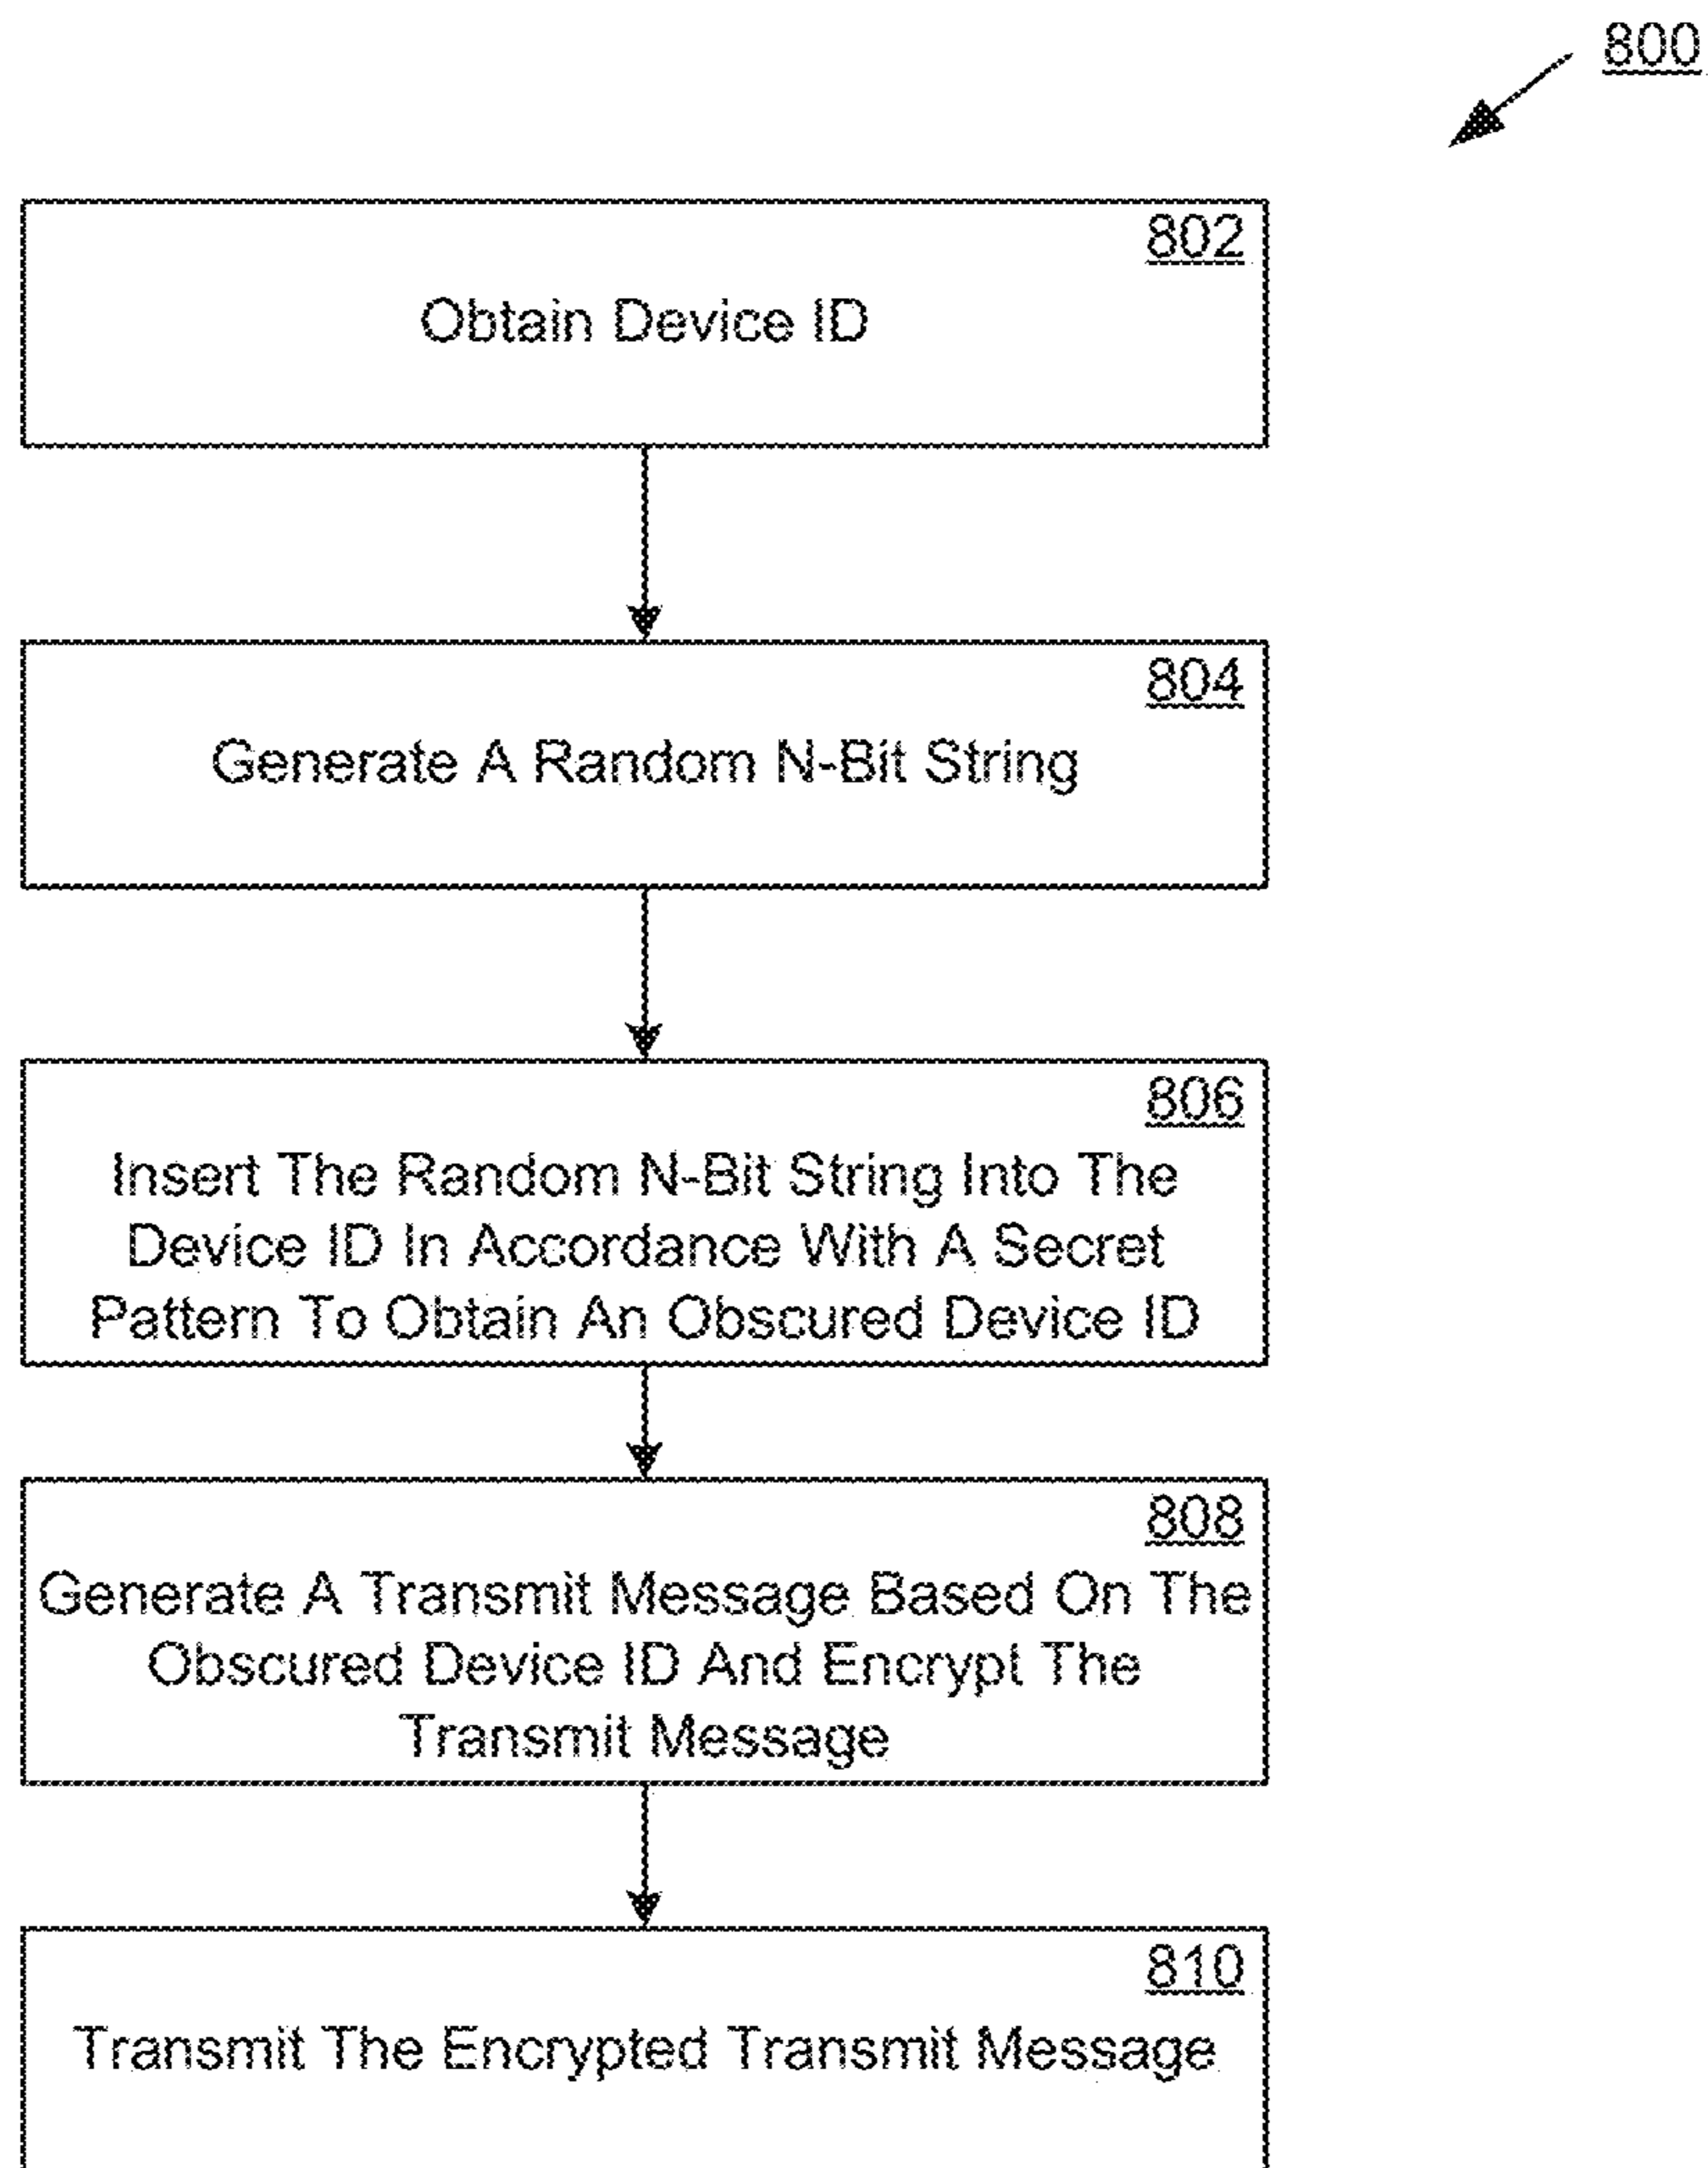 800
802
Obtain Device ID
804
Generate A Random N-Bit String
806
Insert The Random N-Bit String Into The
Device ID In Accordance With A Secret
Pattern To Obtain An Obscured Device ID
808
Generate A Transmit Message Based On The
Obscured Device ID And Encrypt The
Transmit Message
810
Transmit The Encrypted Transmit Message